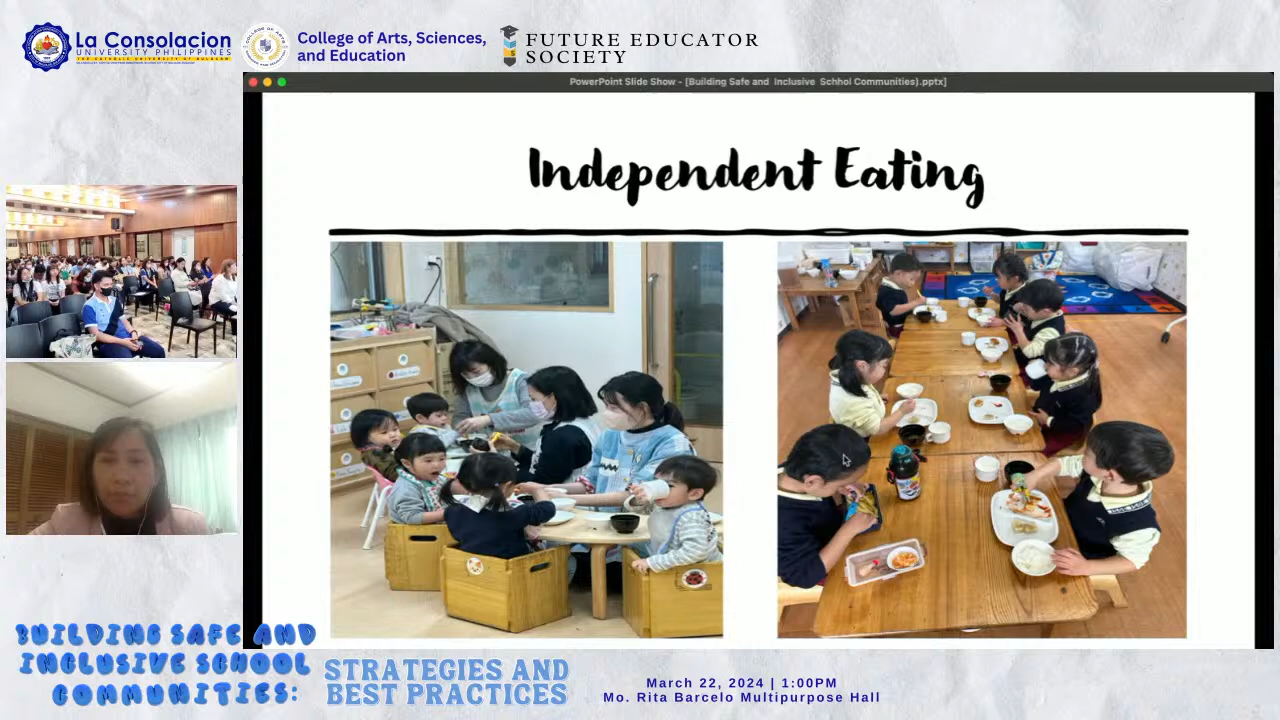 La Consolacion
UNIVERSITY PHILIPPINES
College of Arts, Sciences,
and Education
FUTURE EDUCATOR
SOCIETY
PowerPoint Slide Show - [Building Safe and Inclusive Schhol Communities).pptx]
Independent Eating
BUILDING SAFE AND
INCLUSIVE SCHOOL
COMMUNITIES:
STRATEGIES AND
BEST PRACTICES
March 22, 2024 | 1:00PM
Mo. Rita Barcelo Multipurpose Hall